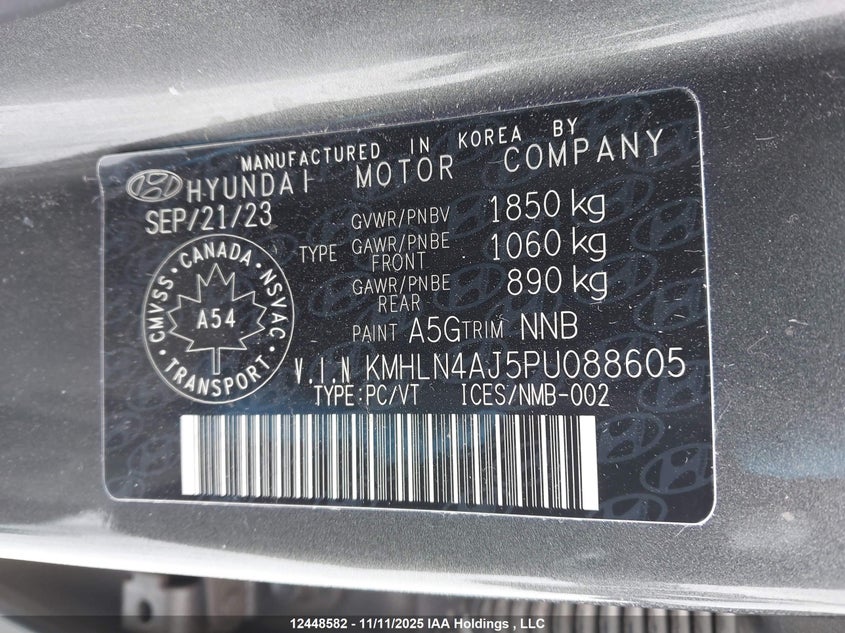 MANUFACTURED IN KOREA BY
HYUNDAI MOTOR COMPANY
SEP/21/23
GVWR/PNBV 1850 kg
TYPE GAWR/PNBE FRONT 1060 kg
GAWR/PNBE REAR 890 kg
PAINT A5G TRIM NNB
CMVSS · CANADA · NSVAC
A54
TRANSPORT
V.I.N KMHLN4AJ5PU088605
TYPE:PC/VT ICES/NMB-002
12448582 - 11/11/2025 IAA Holdings , LLC